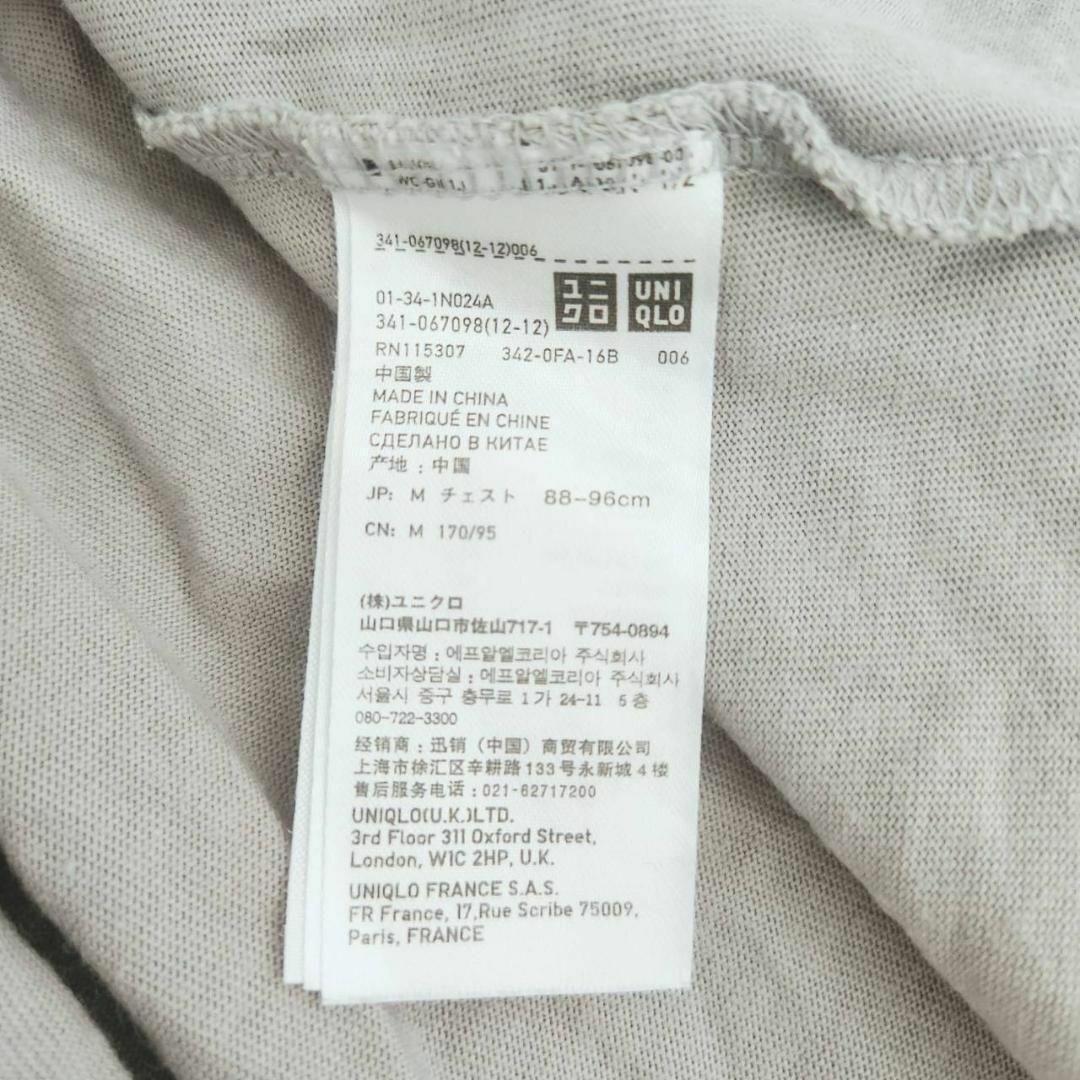 341-067098(12-12)006
ユニ
クロ
UNI
QLO
01-34-1N024A
341-067098(12-12)
RN115307 342-0FA-16B 006
中国製
MADE IN CHINA
FABRIQUÉ EN CHINE
СДЕЛАНО В КИТАЕ
产地：中国
JP: M チェスト 88-96cm
CN: M 170/95
(株)ユニクロ
山口県山口市佐山717-1 〒754-0894
수입자명 : 에프알엘코리아 주식회사
소비자상담실 : 에프알엘코리아 주식회사
서울시 중구 충무로 1가 24-11 5층
080-722-3300
经销商：迅销（中国）商贸有限公司
上海市徐汇区辛耕路133号永新城4楼
售后服务电话：021-62717200
UNIQLO(U.K.)LTD.
3rd Floor 311 Oxford Street,
London, W1C 2HP, U.K.
UNIQLO FRANCE S.A.S.
FR France, 17,Rue Scribe 75009,
Paris, FRANCE